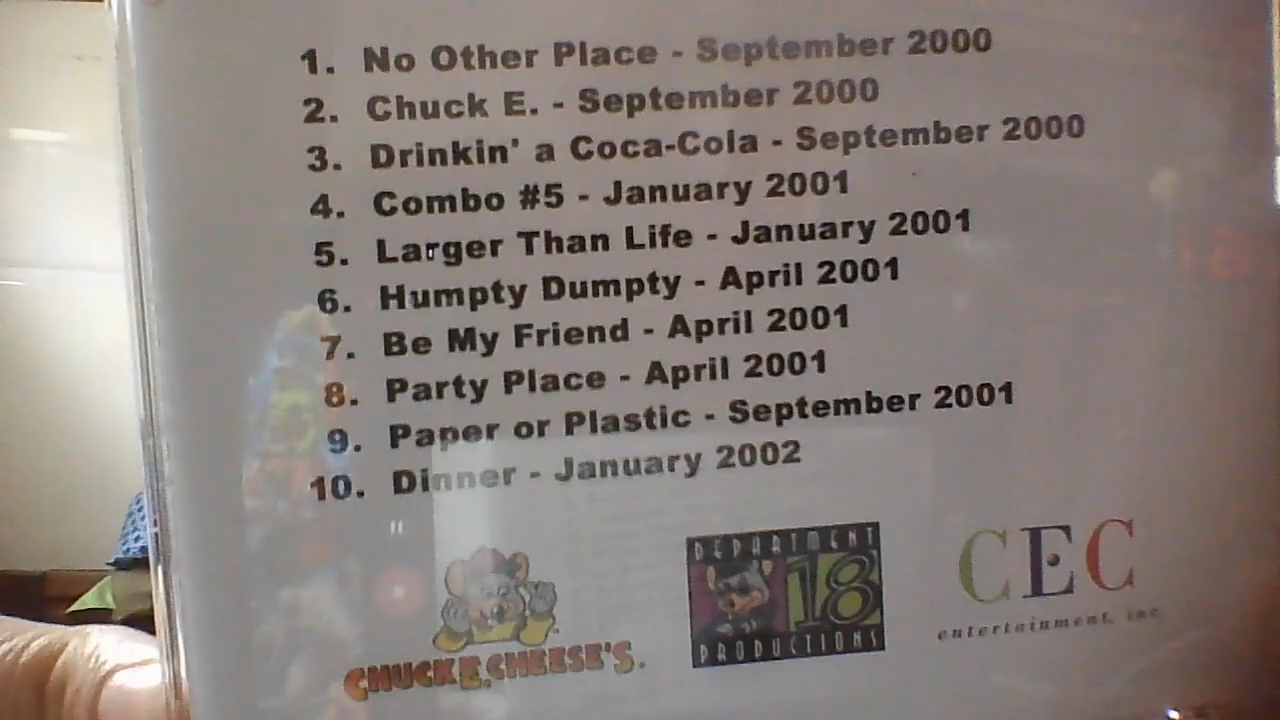 1. No Other Place - September 2000
2. Chuck E. - September 2000
3. Drinkin' a Coca-Cola - September 2000
4. Combo #5 - January 2001
5. Larger Than Life - January 2001
6. Humpty Dumpty - April 2001
7. Be My Friend - April 2001
8. Party Place - April 2001
9. Paper or Plastic - September 2001
10. Dinner - January 2002
CHUCK E. CHEESE'S.
DEPARTMENT
18
PRODUCTIONS
CEC
entertainment, inc.